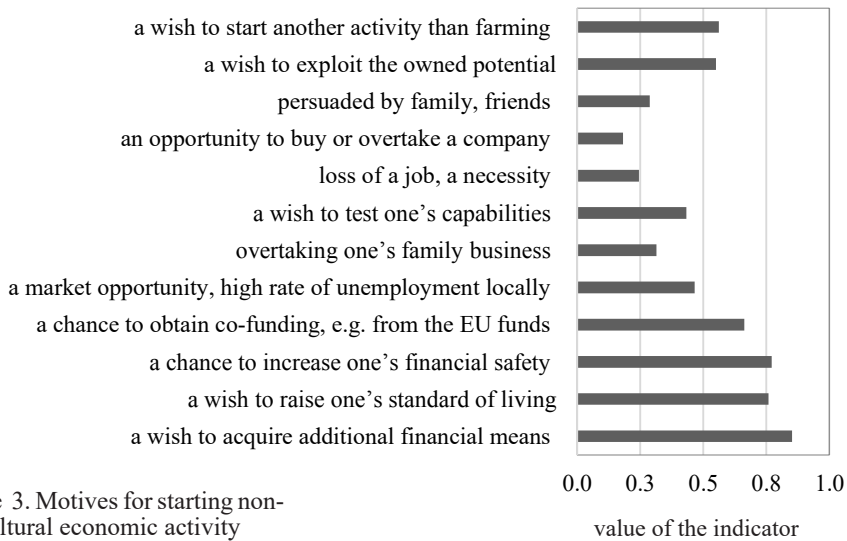 a wish to start another activity than farming
a wish to exploit the owned potential
persuaded by family, friends
an opportunity to buy or overtake a company
loss of a job, a necessity
a wish to test one’s capabilities
overtaking one’s family business
a market opportunity, high rate of unemployment locally
a chance to obtain co-funding, e.g. from the EU funds
a chance to increase one’s financial safety
a wish to raise one’s standard of living
a wish to acquire additional financial means
0.0 0.3 0.5 0.8 1.0
value of the indicator
3. Motives for starting non-
economic activity